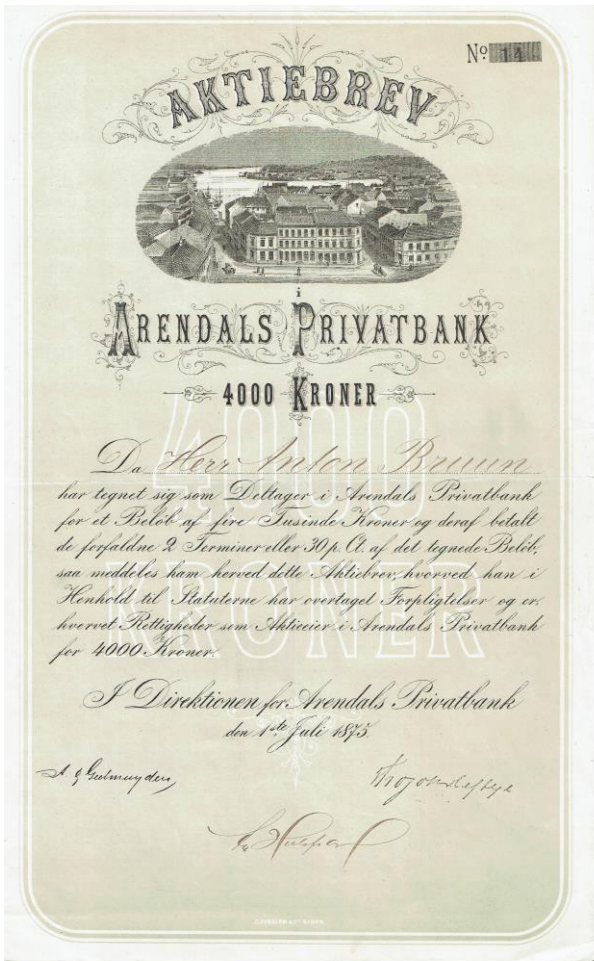 No. 14
AKTIEBREV
i
ARENDALS PRIVATBANK
4000 KRONER
4000
KRONER
Da Herr Anton Bruun
har tegnet sig som Deltager i Arendals Privatbank
for et Beløb af fire Tusinde Kroner og deraf betalt
de forfaldne 2 Terminer eller 30 p. Ct. af det tegnede Beløb,
saa meddeles ham herved dette Aktiebrev, hvorved han i
Henhold til Statuterne har overtaget Forpligtelser og er-
hvervet Rettigheder som Aktieeier i Arendals Privatbank
for 4000 Kroner.
I Direktionen for Arendals Privatbank
den 1ste Juli 1875.
Geelmuyden